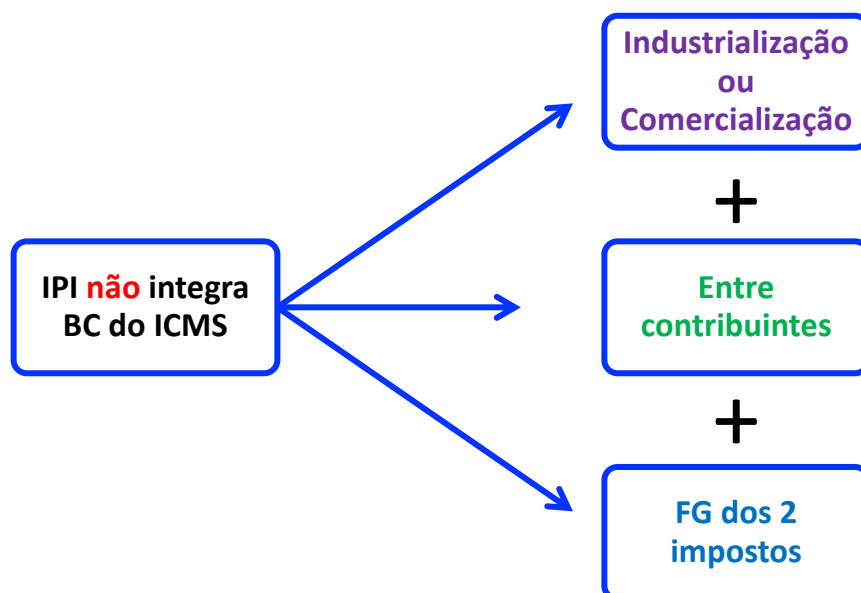 Industrialização
ou
Comercialização
+
IPI não integra
BC do ICMS
Entre
contribuintes
+
FG dos 2
impostos